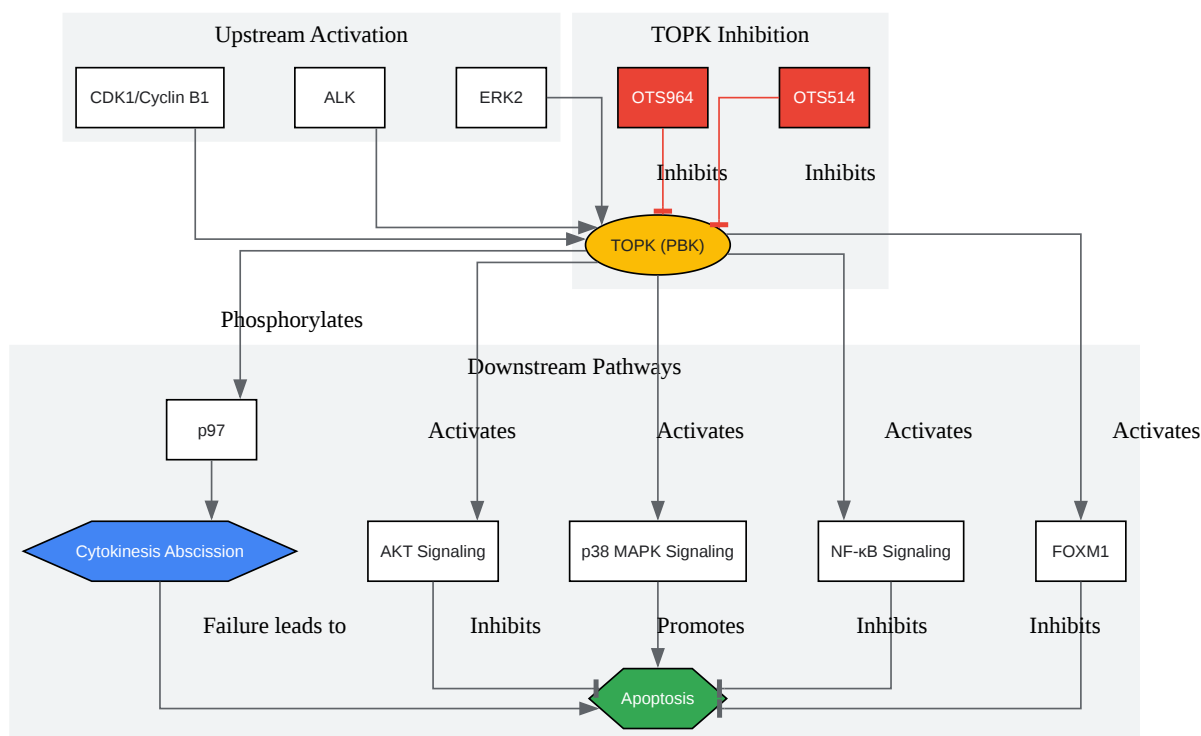 Upstream Activation
TOPK Inhibition
CDK1/Cyclin B1
ALK
ERK2
OTS964
OTS514
Inhibits
Inhibits
TOPK (PBK)
Phosphorylates
Downstream Pathways
p97
Activates
Activates
Activates
Activates
Cytokinesis Abscission
AKT Signaling
p38 MAPK Signaling
NF-κB Signaling
FOXM1
Failure leads to
Inhibits
Promotes
Inhibits
Inhibits
Apoptosis